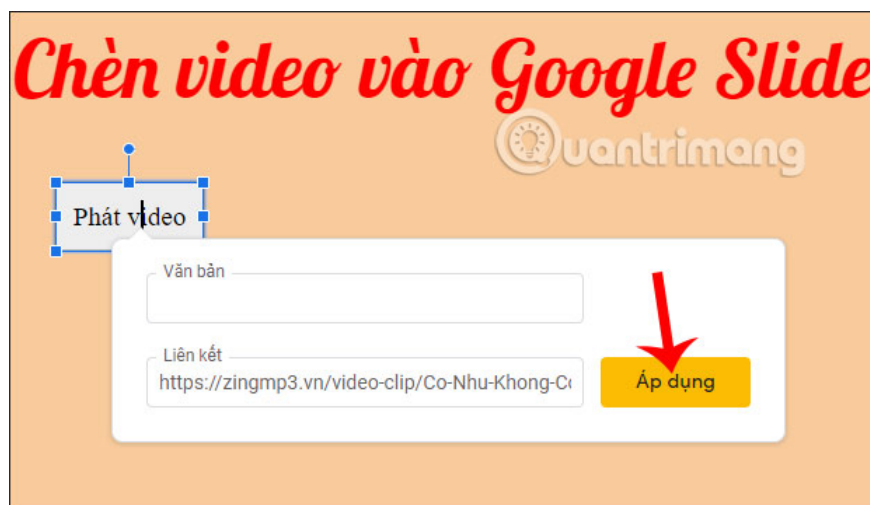 Chèn video vào Google Slide
Quantrimang
Phát video
Văn bản
Liên kết
https://zingmp3.vn/video-clip/Co-Nhu-Khong-Co
Áp dụng